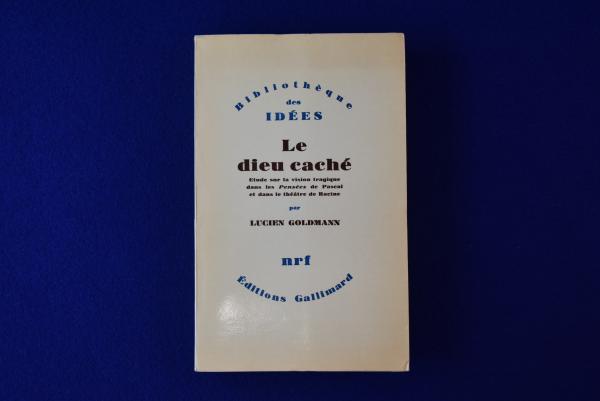 Bibliothèque
des
IDÉES
Le
dieu caché
Etude sur la vision tragique
dans les Pensées de Pascal
et dans le théâtre de Racine
par
LUCIEN GOLDMANN
nrf
Éditions Gallimard